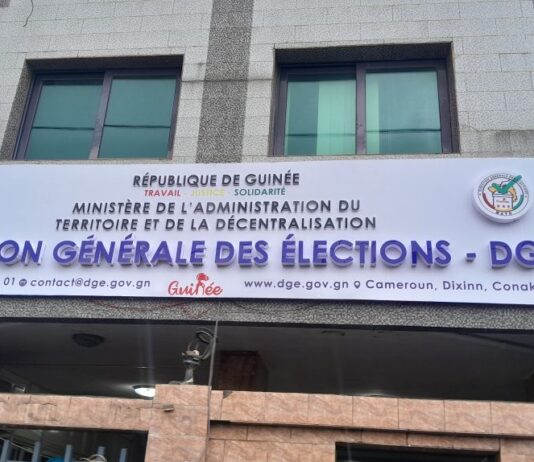 RÉPUBLIQUE DE GUINÉE
TRAVAIL - JUSTICE - SOLIDARITÉ
MINISTÈRE DE L'ADMINISTRATION DU
TERRITOIRE ET DE LA DÉCENTRALISATION
ON GÉNÉRALE DES ÉLECTIONS - DG
01 contact@dge.gov.gn Guinée www.dge.gov.gn Cameroun, Dixinn, Conak
MATD